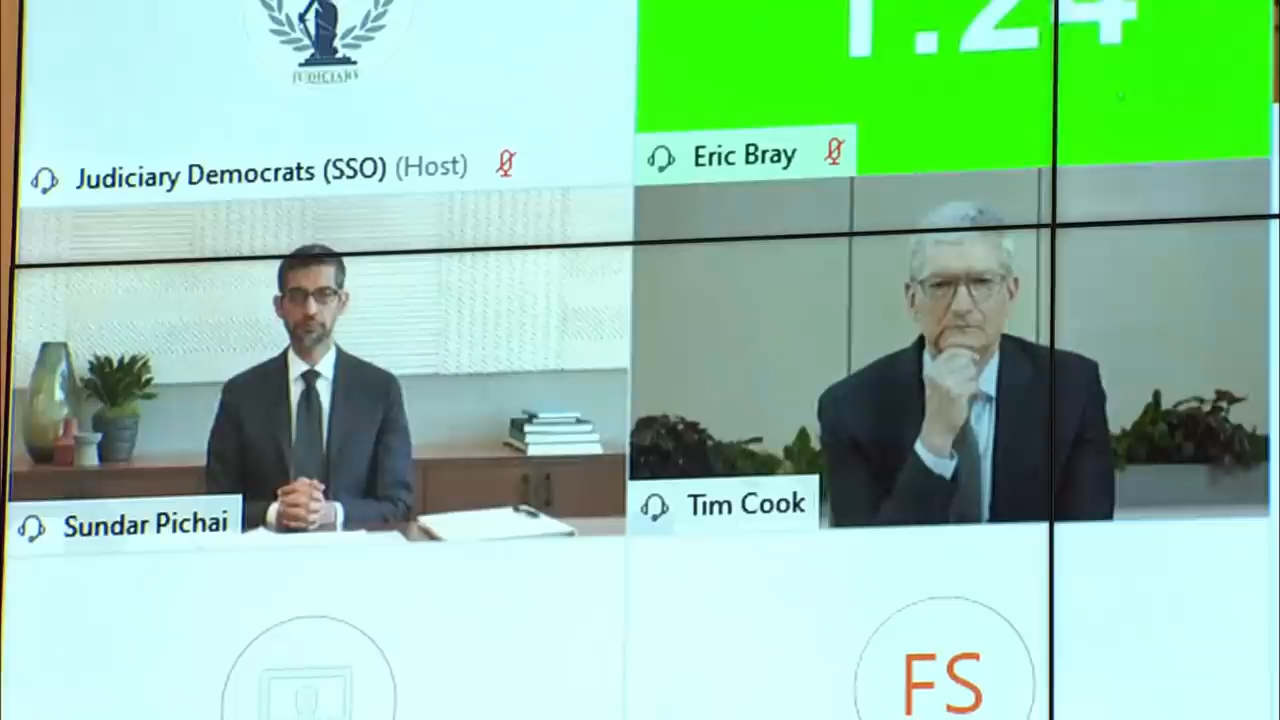 JUDICIARY
1:24
Judiciary Democrats (SSO) (Host)
Eric Bray
Sundar Pichai
Tim Cook
FS